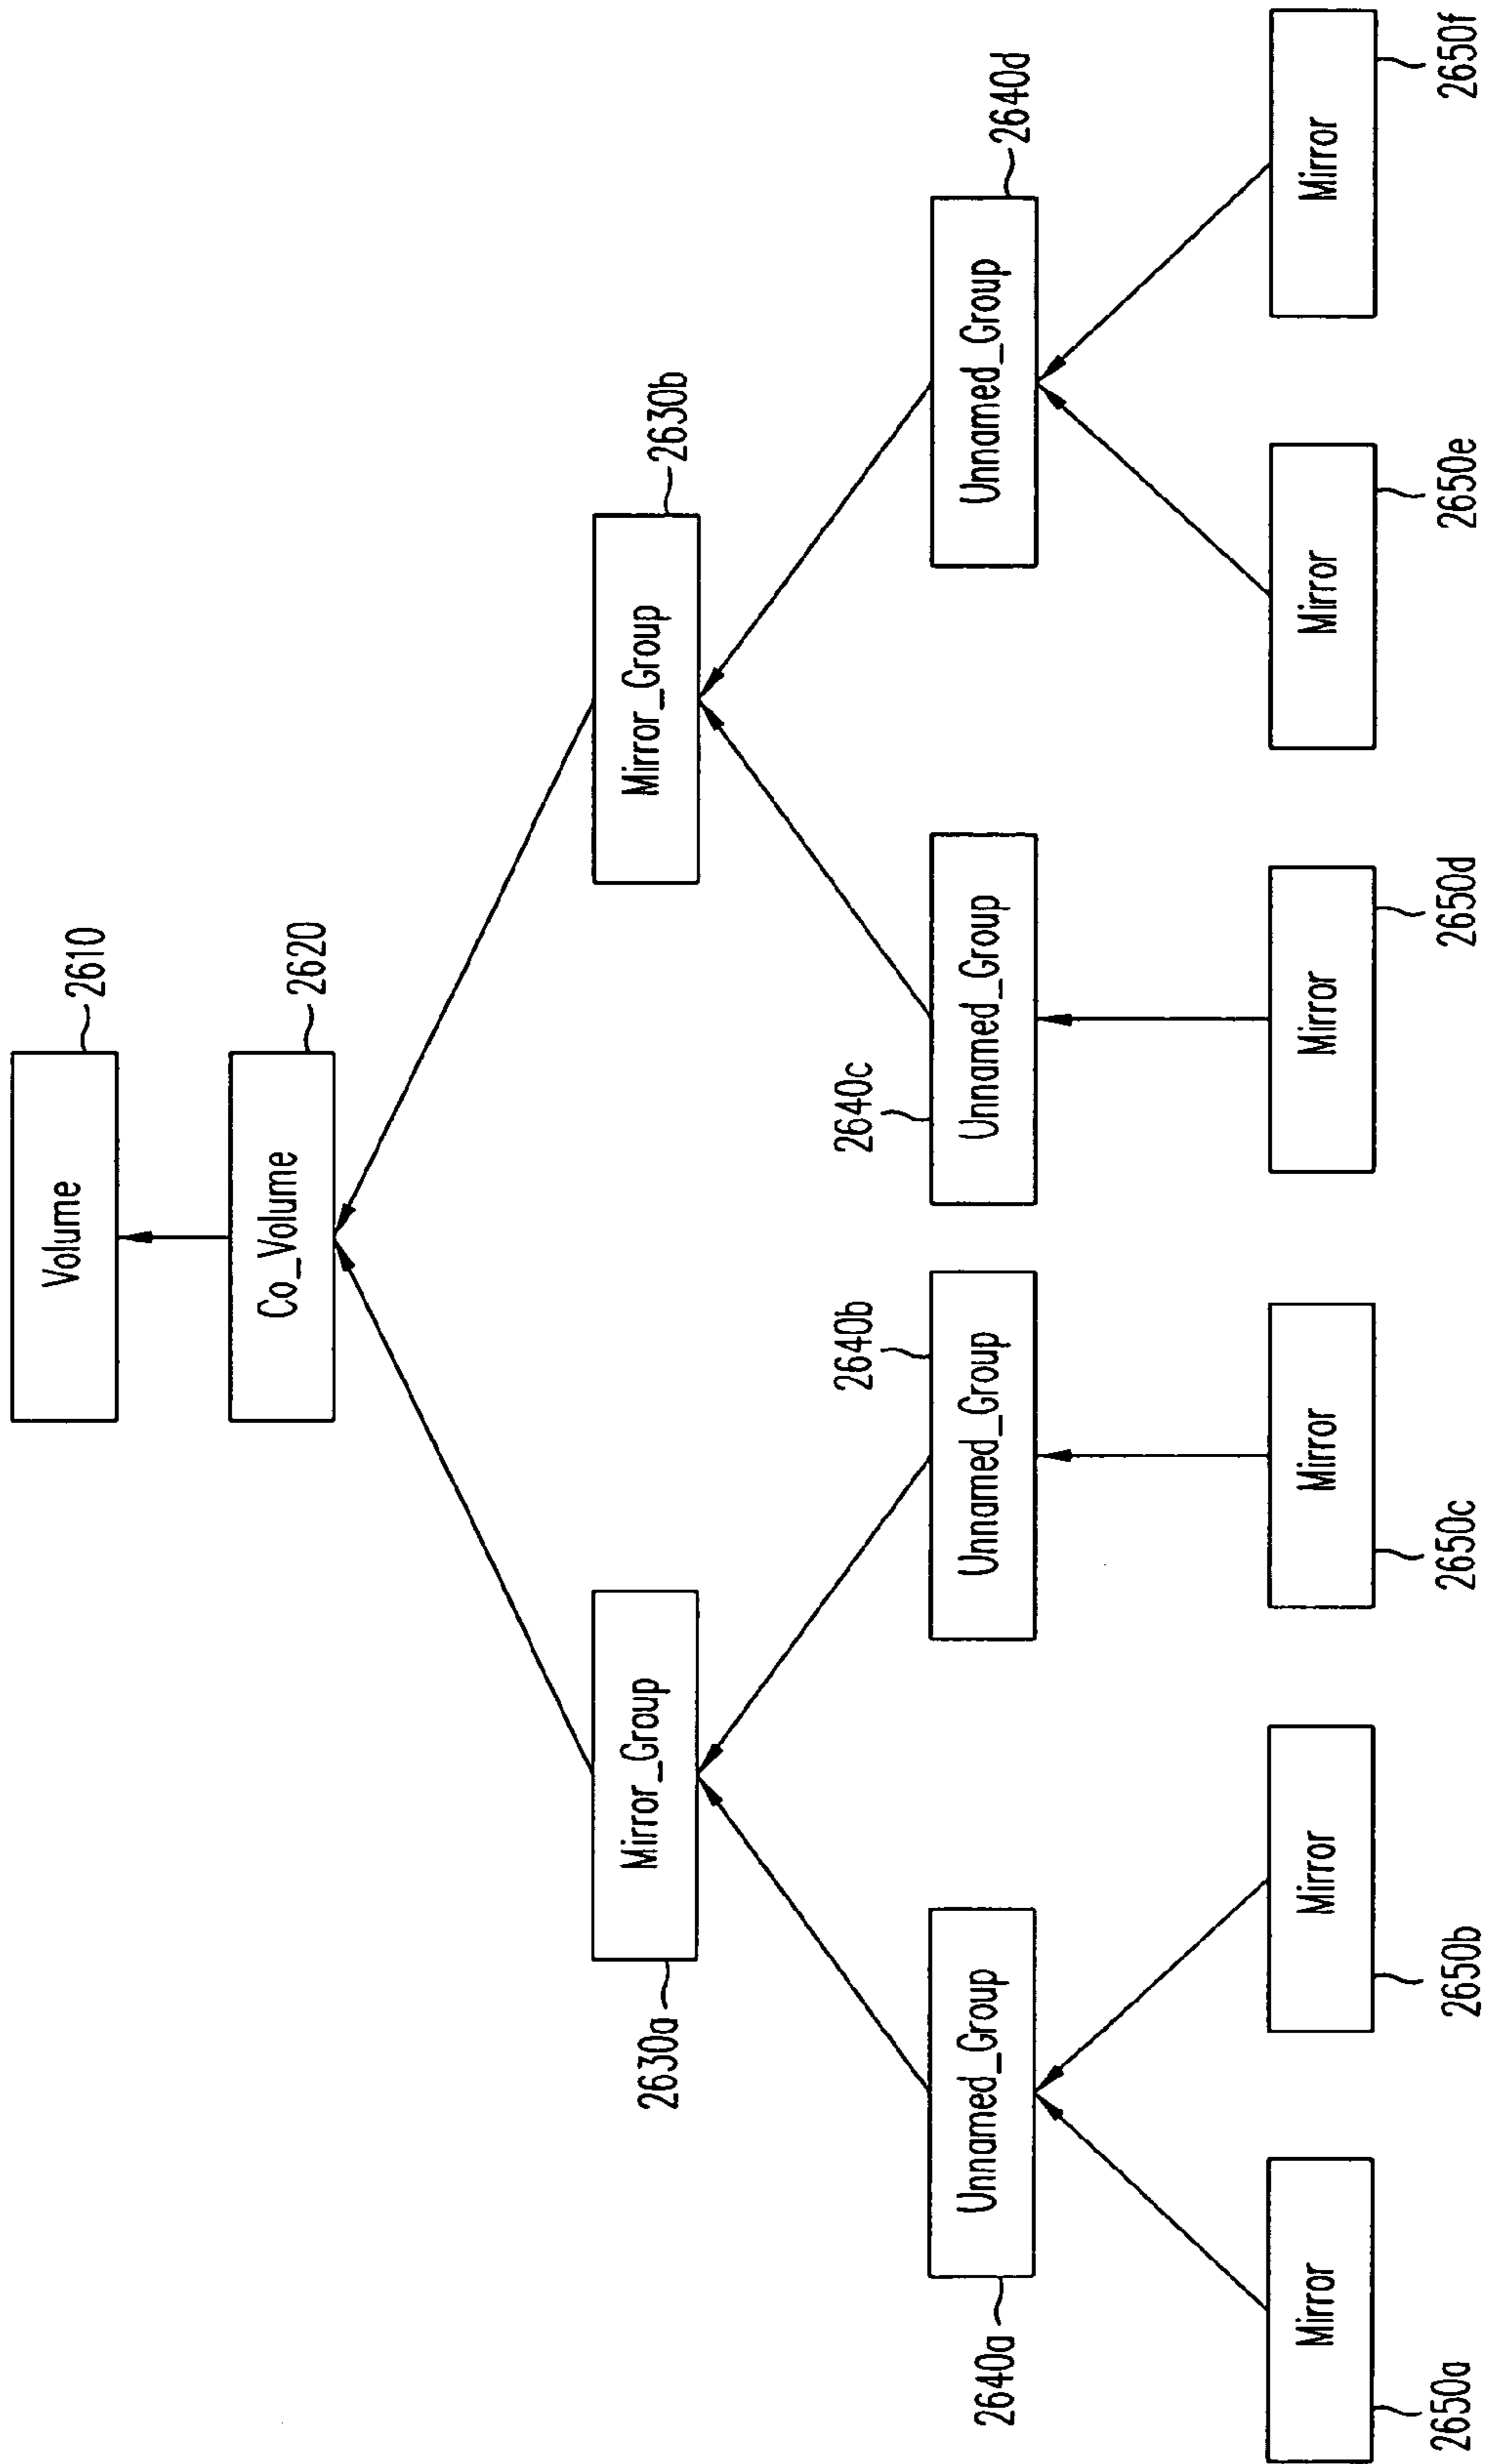 Volume
2610
Co_Volume
2620
Mirror_Group
2630a
Mirror_Group
2630b
Unnamed_Group
2640a
Unnamed_Group
2640b
Unnamed_Group
2640c
Unnamed_Group
2640d
Mirror
2650a
Mirror
2650b
Mirror
2650c
Mirror
2650d
Mirror
2650e
Mirror
2650f